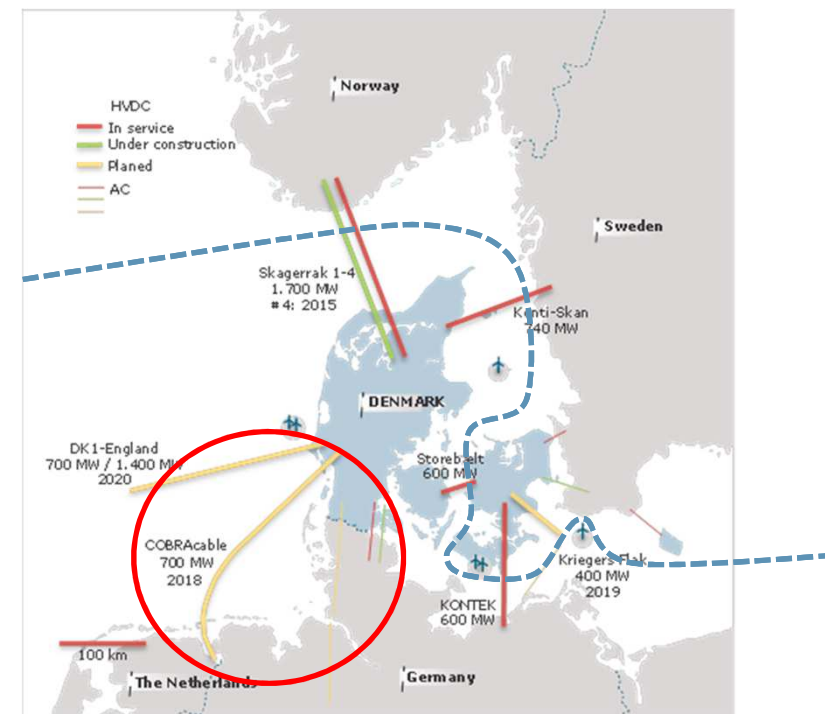 Norway
HVDC
In service
Under construction
Planed
AC
Sweden
Skagerrak 1-4
1.700 MW
#4: 2015
Konti-Skan
740 MW
DENMARK
DK1-England
700 MW / 1.400 MW
2020
Storebælt
600 MW
COBRAcable
700 MW
2018
Kriegers Flak
400 MW
2019
KONTEK
600 MW
100 km
The Netherlands
Germany